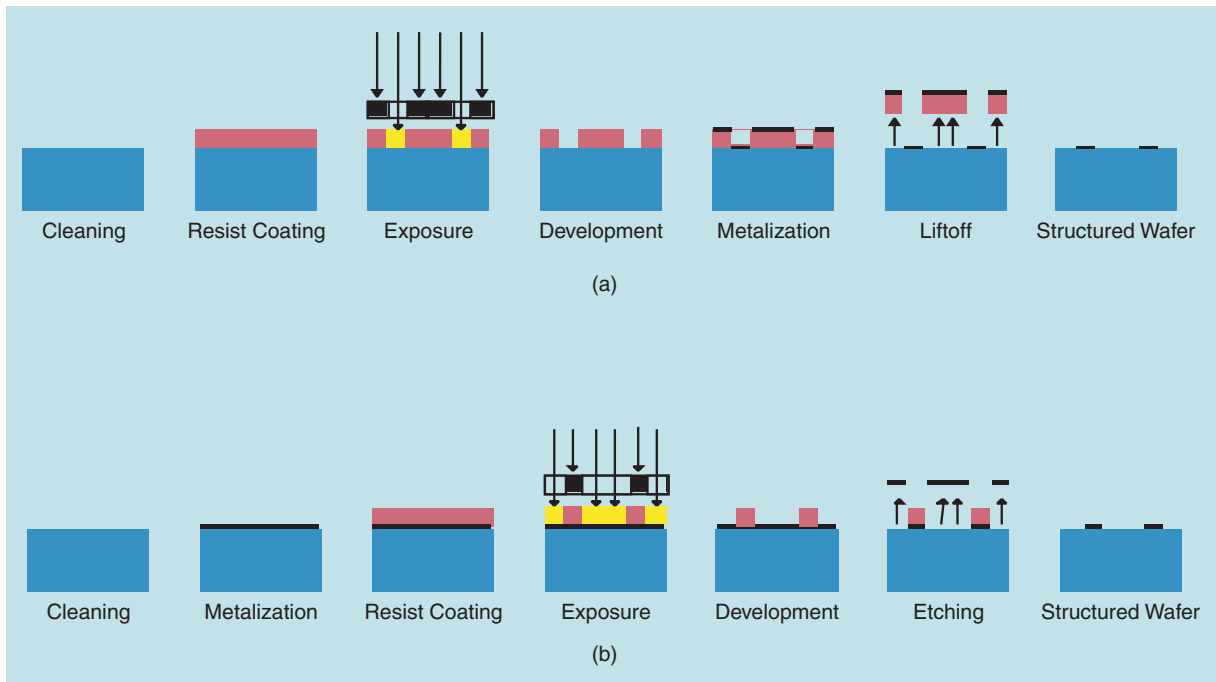 Cleaning Resist Coating Exposure Development Metalization Liftoff Structured Wafer
(a)
Cleaning Metalization Resist Coating Exposure Development Etching Structured Wafer
(b)